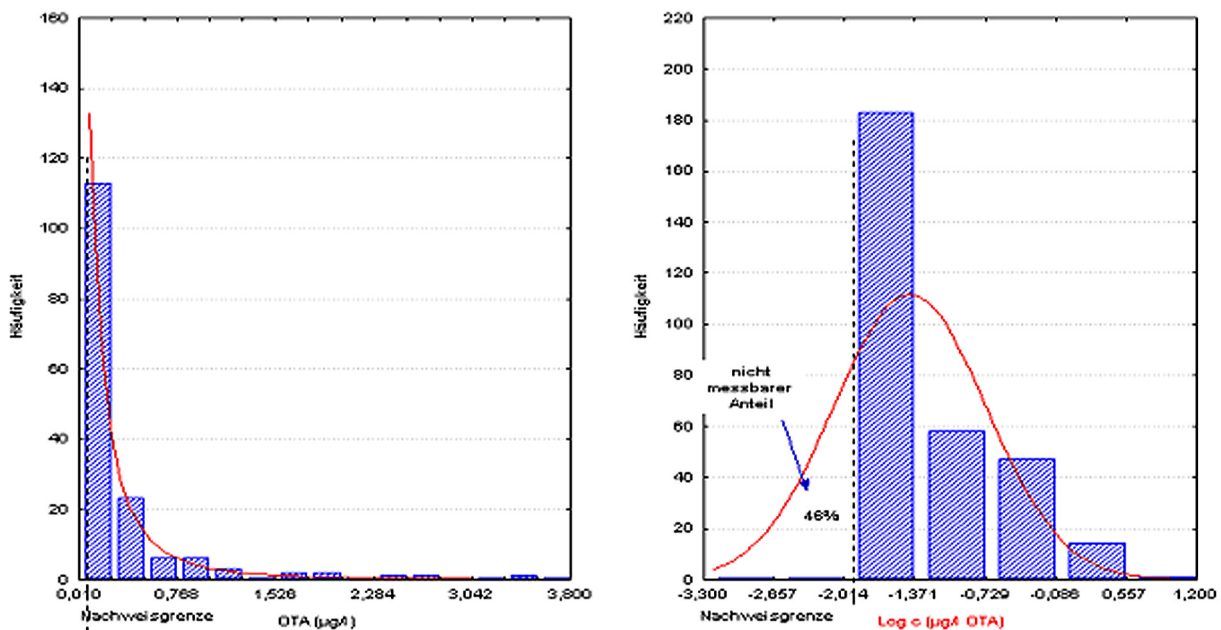 160
140
120
100
80
60
40
20
0
Häufigkeit
0,010 0,768 1,526 2,284 3,042 3,800
Nachweisgrenze
OTA (µg/l)
220
200
180
160
140
120
100
80
60
40
20
0
Häufigkeit
nicht
messbarer
Anteil
46%
-3,300 -2,657 -2,014 -1,371 -0,729 -0,086 0,557 1,200
Nachweisgrenze
Log c (µg/l OTA)